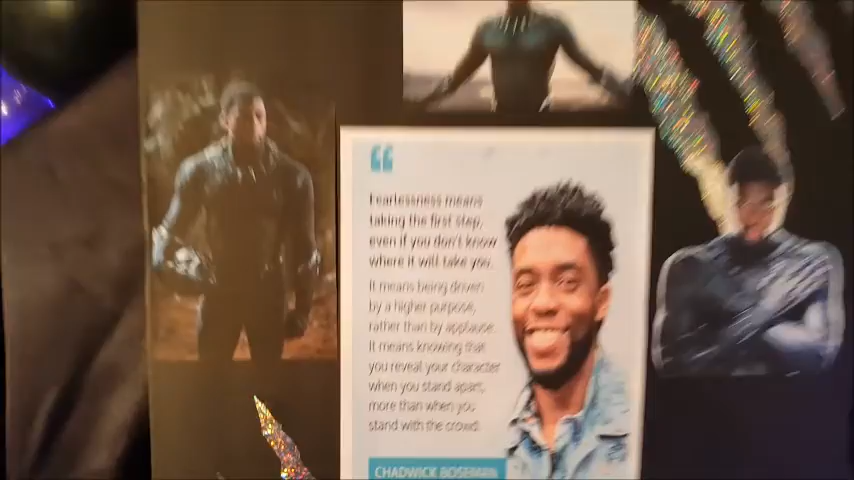 Fearlessness means
taking the first step,
even if you don't know
where it will take you.
It means being driven
by a higher purpose,
rather than by applause.
It means knowing that
you reveal your character
when you stand apart,
more than when you
stand with the crowd.
CHADWICK BOSEMAN